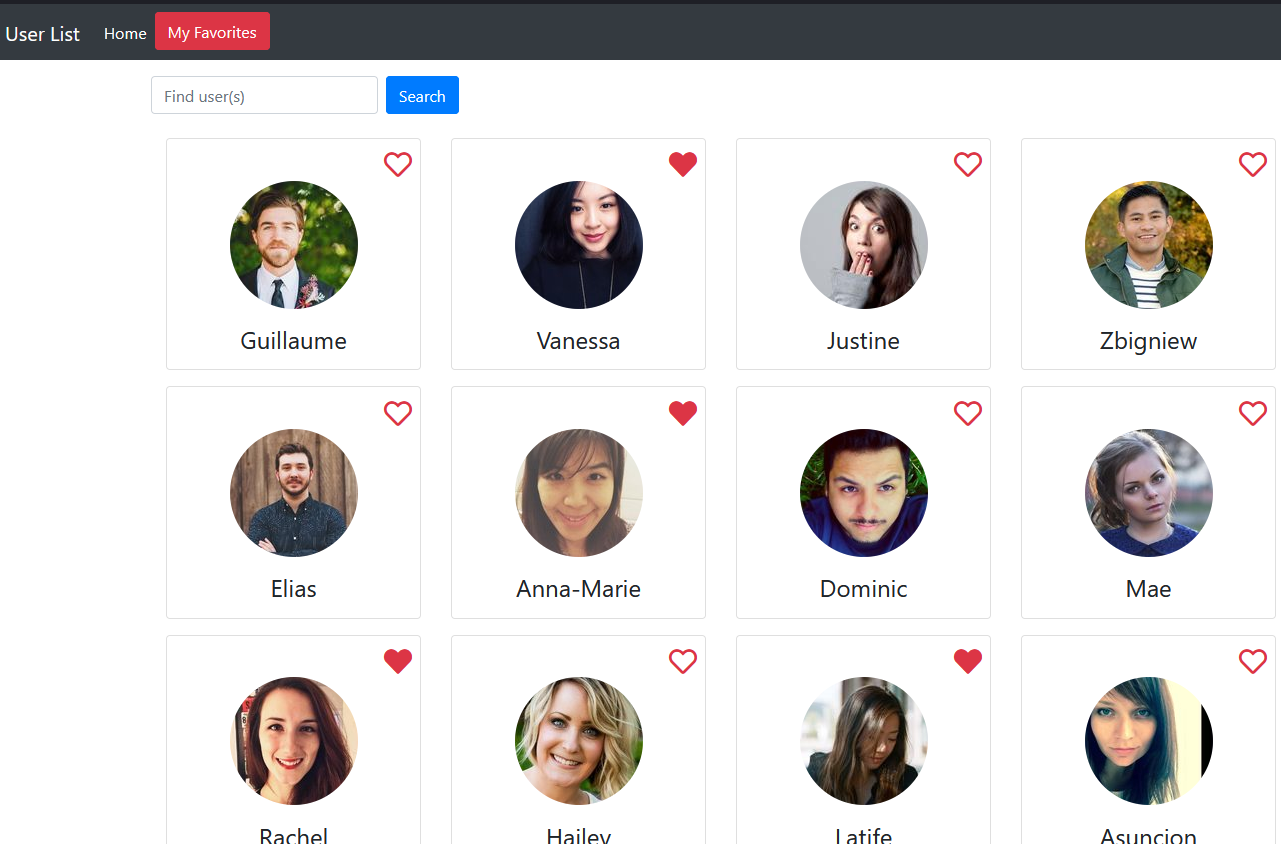 User List Home My Favorites
Find user(s) Search
Guillaume Vanessa Justine Zbigniew
Elias Anna-Marie Dominic Mae
Rachel Hailey Latife Asuncion